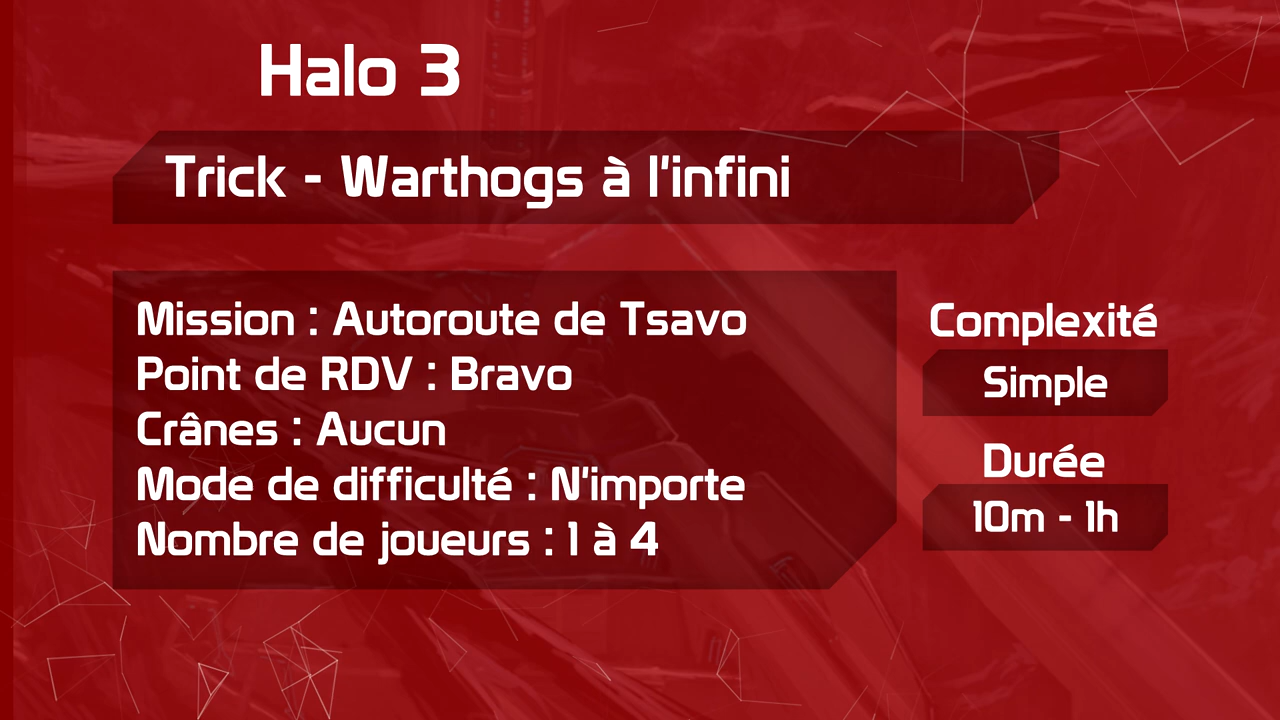 Halo 3
Trick - Warthogs à l'infini
Mission : Autoroute de Tsavo
Point de RDV : Bravo
Crânes : Aucun
Mode de difficulté : N'importe
Nombre de joueurs : 1 à 4
Complexité
Simple
Durée
10m - 1h